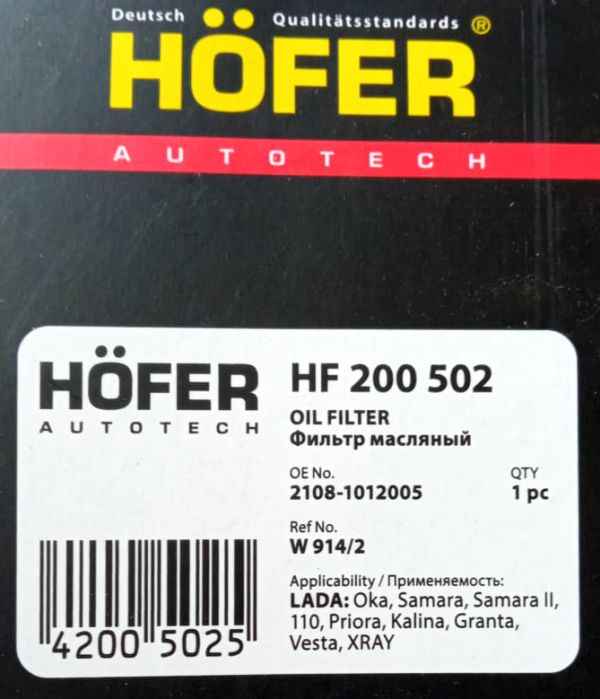 Deutsch Qualitätsstandards
HÖFER®
AUTOTECH
HÖFER
AUTOTECH
HF 200 502
OIL FILTER
Фильтр масляный
OE No.
QTY
2108-1012005
1 pc
Ref No.
W 914/2
Applicability / Применяемость:
LADA: Oka, Samara, Samara II,
110, Priora, Kalina, Granta,
Vesta, XRAY
4200 5025